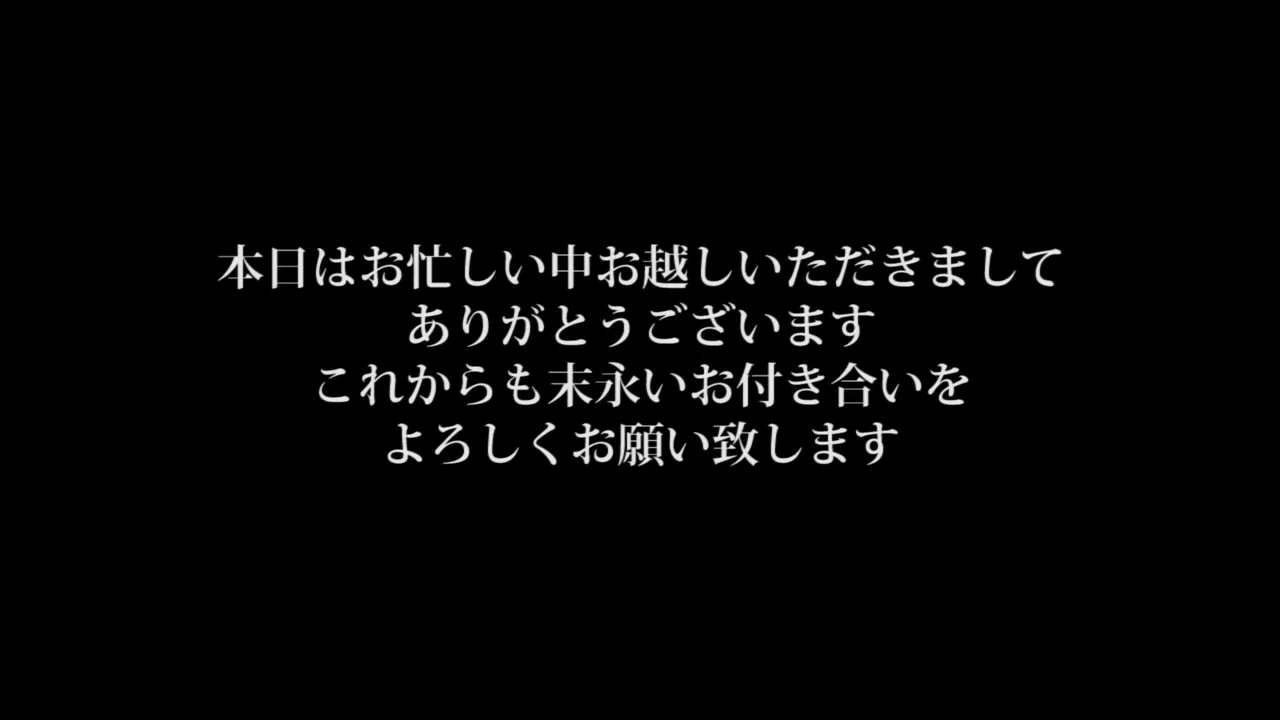 本日はお忙しい中お越しいただきまして
ありがとうございます
これからも末永いお付き合いを
よろしくお願い致します